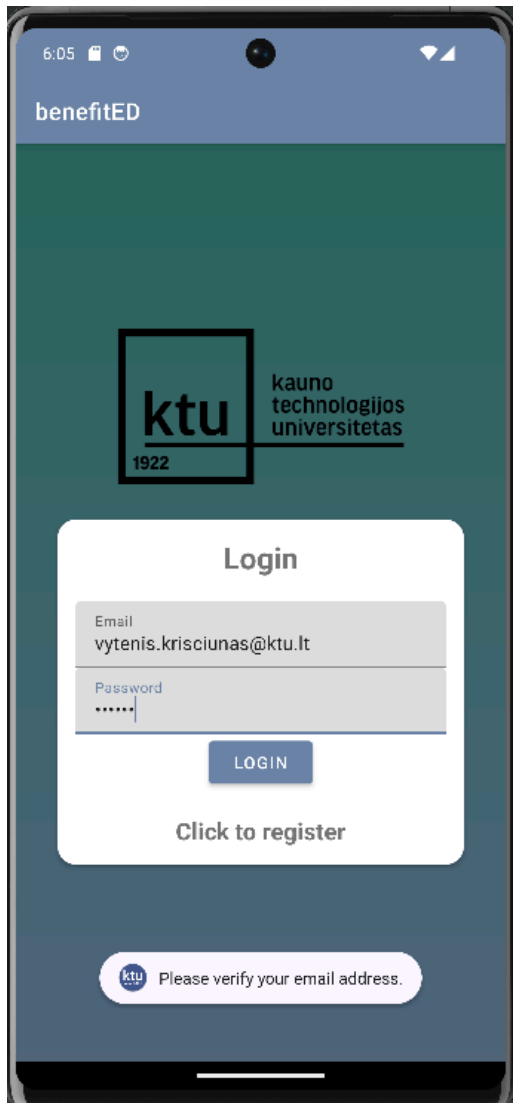 6:05
benefitED
ktu
1922
kauno
technologijos
universitetas
Login
Email
vytenis.krisciunas@ktu.lt
Password
••••••
LOGIN
Click to register
ktu
Please verify your email address.